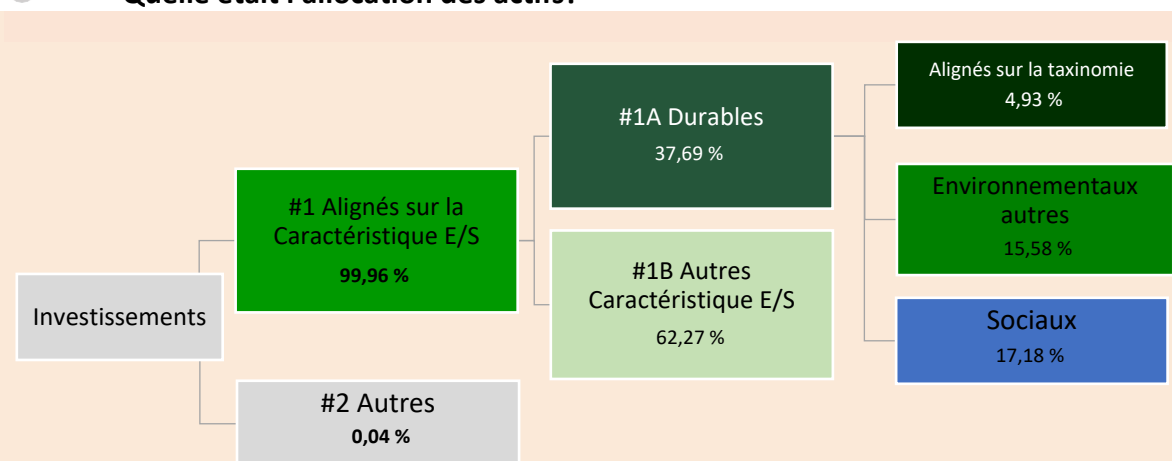 Quelle était l'allocation des actifs?
Investissements
#1 Alignés sur la
Caractéristique E/S
99,96 %
#2 Autres
0,04 %
#1A Durables
37,69 %
#1B Autres
Caractéristique E/S
62,27 %
Alignés sur la taxinomie
4,93 %
Environnementaux
autres
15,58 %
Sociaux
17,18 %